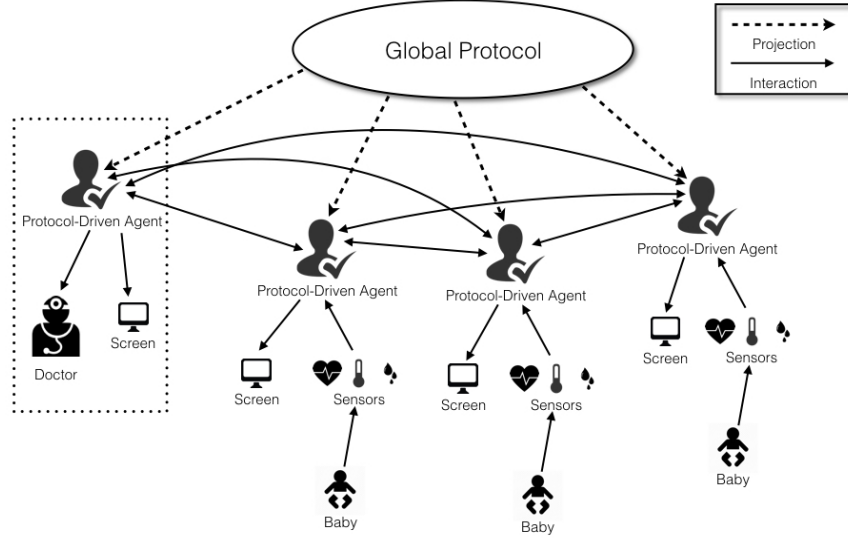 Global Protocol
Projection
Interaction
Protocol-Driven Agent
Doctor
Screen
Protocol-Driven Agent
Screen
Sensors
Baby
Protocol-Driven Agent
Screen
Sensors
Baby
Protocol-Driven Agent
Screen
Sensors
Baby